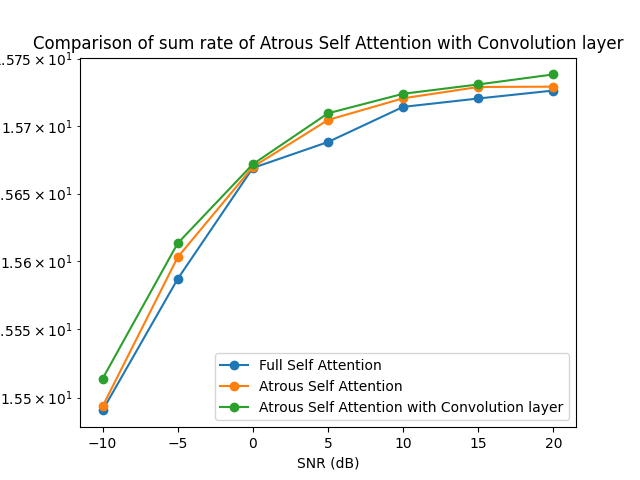 Comparison of sum rate of Atrous Self Attention with Convolution layer
.575 × 10¹
1.57 × 10¹
.565 × 10¹
1.56 × 10¹
.555 × 10¹
1.55 × 10¹
Full Self Attention
Atrous Self Attention
Atrous Self Attention with Convolution layer
−10 −5 0 5 10 15 20
SNR (dB)